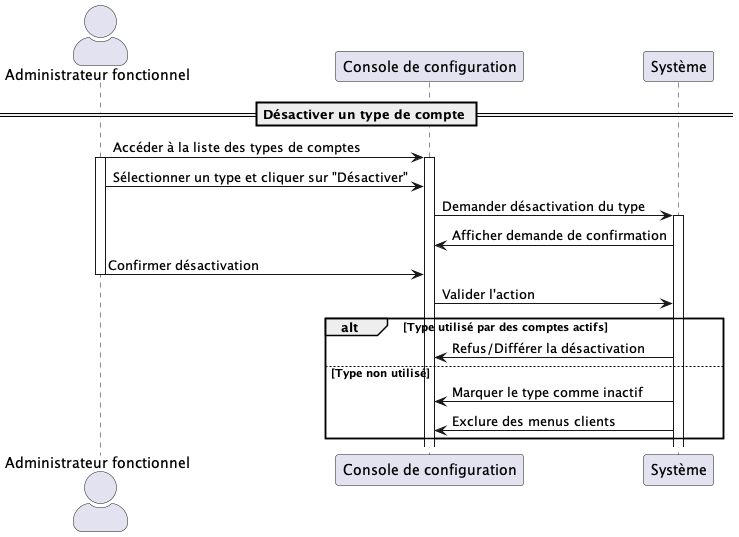 Administrateur fonctionnel
Console de configuration
Système
Désactiver un type de compte
Accéder à la liste des types de comptes
Sélectionner un type et cliquer sur "Désactiver"
Demander désactivation du type
Afficher demande de confirmation
Confirmer désactivation
Valider l'action
alt
[Type utilisé par des comptes actifs]
Refus/Différer la désactivation
[Type non utilisé]
Marquer le type comme inactif
Exclure des menus clients
Administrateur fonctionnel
Console de configuration
Système